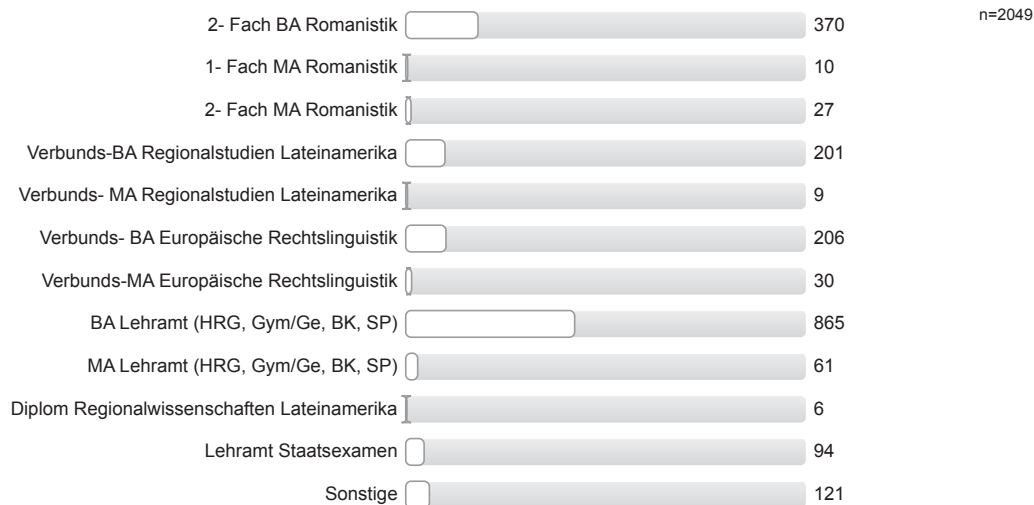 2- Fach BA Romanistik 370 n=2049
1- Fach MA Romanistik 10
2- Fach MA Romanistik 27
Verbunds-BA Regionalstudien Lateinamerika 201
Verbunds- MA Regionalstudien Lateinamerika 9
Verbunds- BA Europäische Rechtslinguistik 206
Verbunds-MA Europäische Rechtslinguistik 30
BA Lehramt (HRG, Gym/Ge, BK, SP) 865
MA Lehramt (HRG, Gym/Ge, BK, SP) 61
Diplom Regionalwissenschaften Lateinamerika 6
Lehramt Staatsexamen 94
Sonstige 121